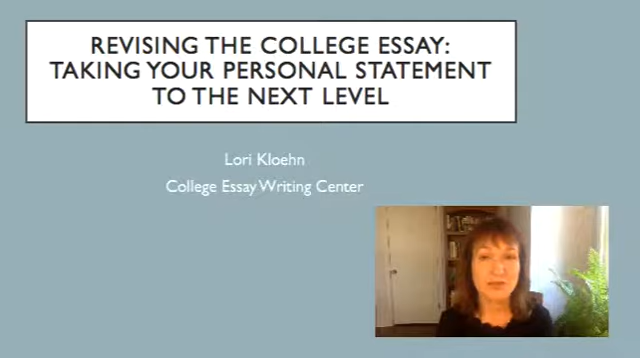 REVISING THE COLLEGE ESSAY:
TAKING YOUR PERSONAL STATEMENT
TO THE NEXT LEVEL
Lori Kloehn
College Essay Writing Center